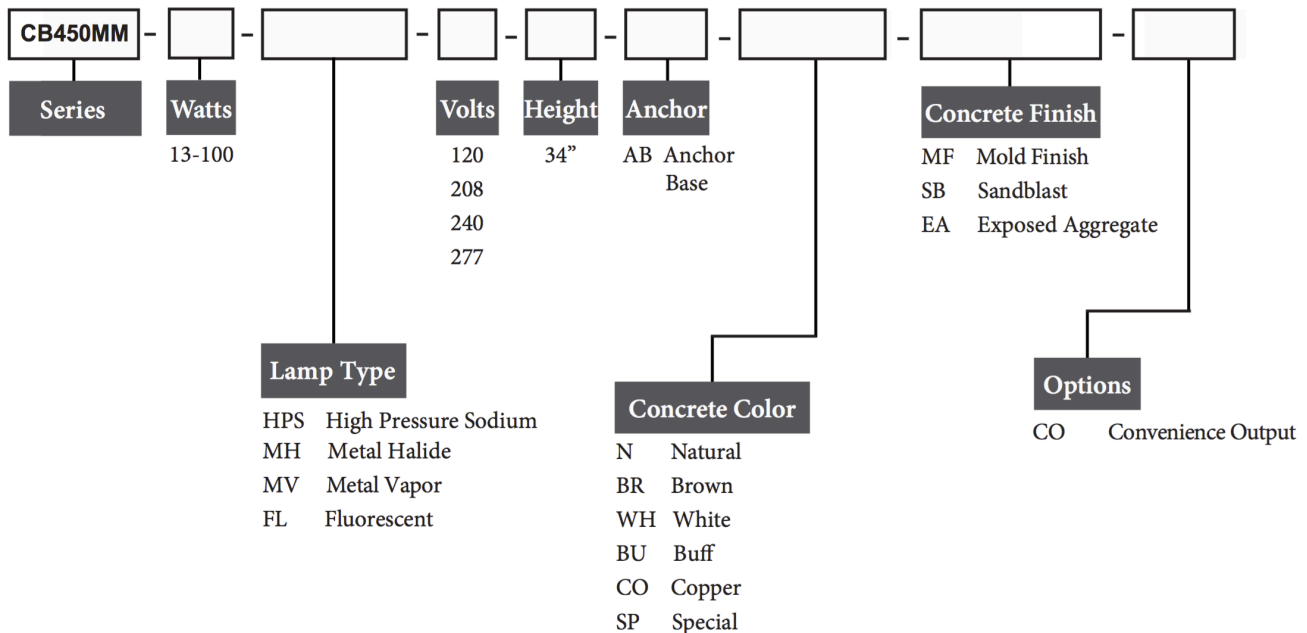 CB450MM - - - - - - - -
Series
Watts
13-100
Volts
120
208
240
277
Height
34”
Anchor
AB Anchor
Base
Concrete Finish
MF Mold Finish
SB Sandblast
EA Exposed Aggregate
Lamp Type
HPS High Pressure Sodium
MH Metal Halide
MV Metal Vapor
FL Fluorescent
Concrete Color
N Natural
BR Brown
WH White
BU Buff
CO Copper
SP Special
Options
CO Convenience Output